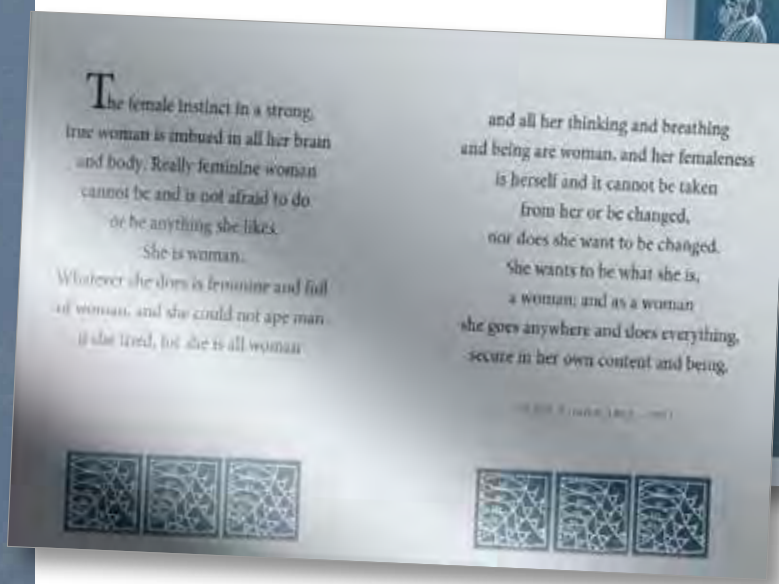 The female instinct in a strong,
true woman is imbued in all her brain
and body. Really feminine woman
cannot be and is not afraid to do
or be anything she likes.
She is woman.
Whatever she does is feminine and full
of woman, and she could not ape man
if she tried, for she is all woman
and all her thinking and breathing
and being are woman, and her femaleness
is herself and it cannot be taken
from her or be changed,
nor does she want to be changed.
She wants to be what she is,
a woman; and as a woman
she goes anywhere and does everything,
secure in her own content and being.